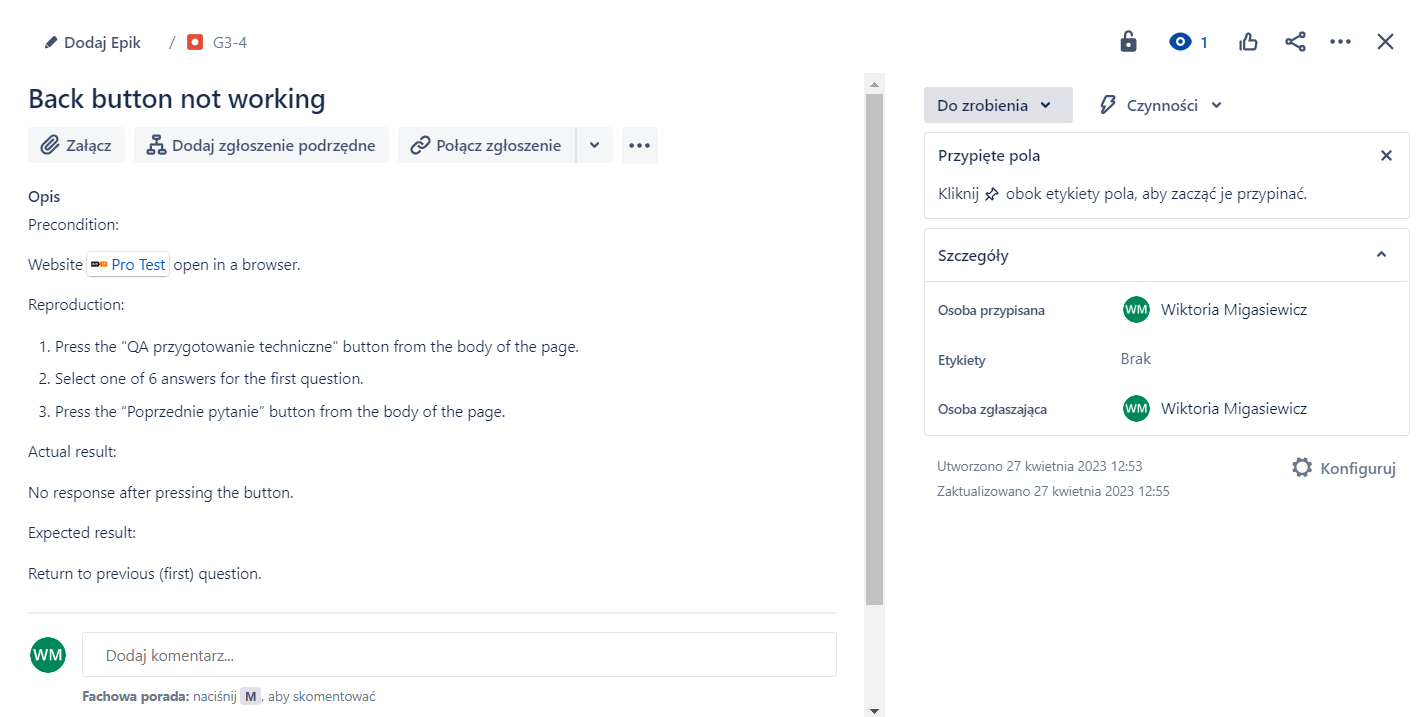 Dodaj Epik / G3-4
1
Back button not working
Załącz
Dodaj zgłoszenie podrzędne
Połącz zgłoszenie
Opis
Precondition:
Website Pro Test open in a browser.
Reproduction:
1. Press the "QA przygotowanie techniczne" button from the body of the page.
2. Select one of 6 answers for the first question.
3. Press the “Poprzednie pytanie” button from the body of the page.
Actual result:
No response after pressing the button.
Expected result:
Return to previous (first) question.
WM
Dodaj komentarz...
Fachowa porada: naciśnij M, aby skomentować
Do zrobienia
Czynności
Przypięte pola
Kliknij obok etykiety pola, aby zacząć je przypinać.
Szczegóły
Osoba przypisana
WM Wiktoria Migasiewicz
Etykiety
Brak
Osoba zgłaszająca
WM Wiktoria Migasiewicz
Utworzono 27 kwietnia 2023 12:53
Zaktualizowano 27 kwietnia 2023 12:55
Konfiguruj